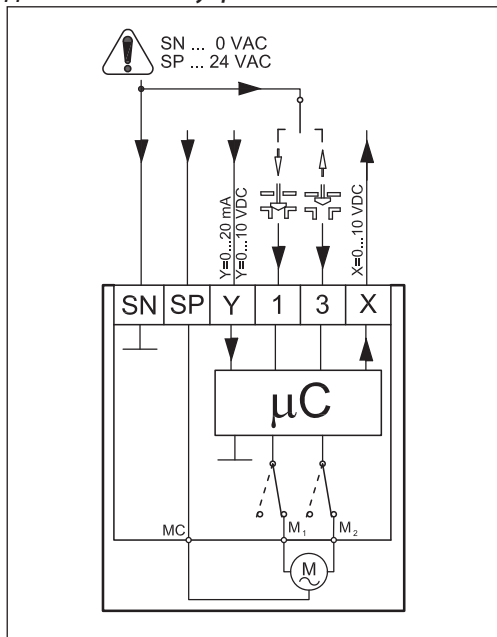 SN ... 0 VAC
SP ... 24 VAC
Y=0...20 mA
Y=0...10 VDC
X=0...10 VDC
SN SP Y 1 3 X
μC
MC M₁ M₂
M